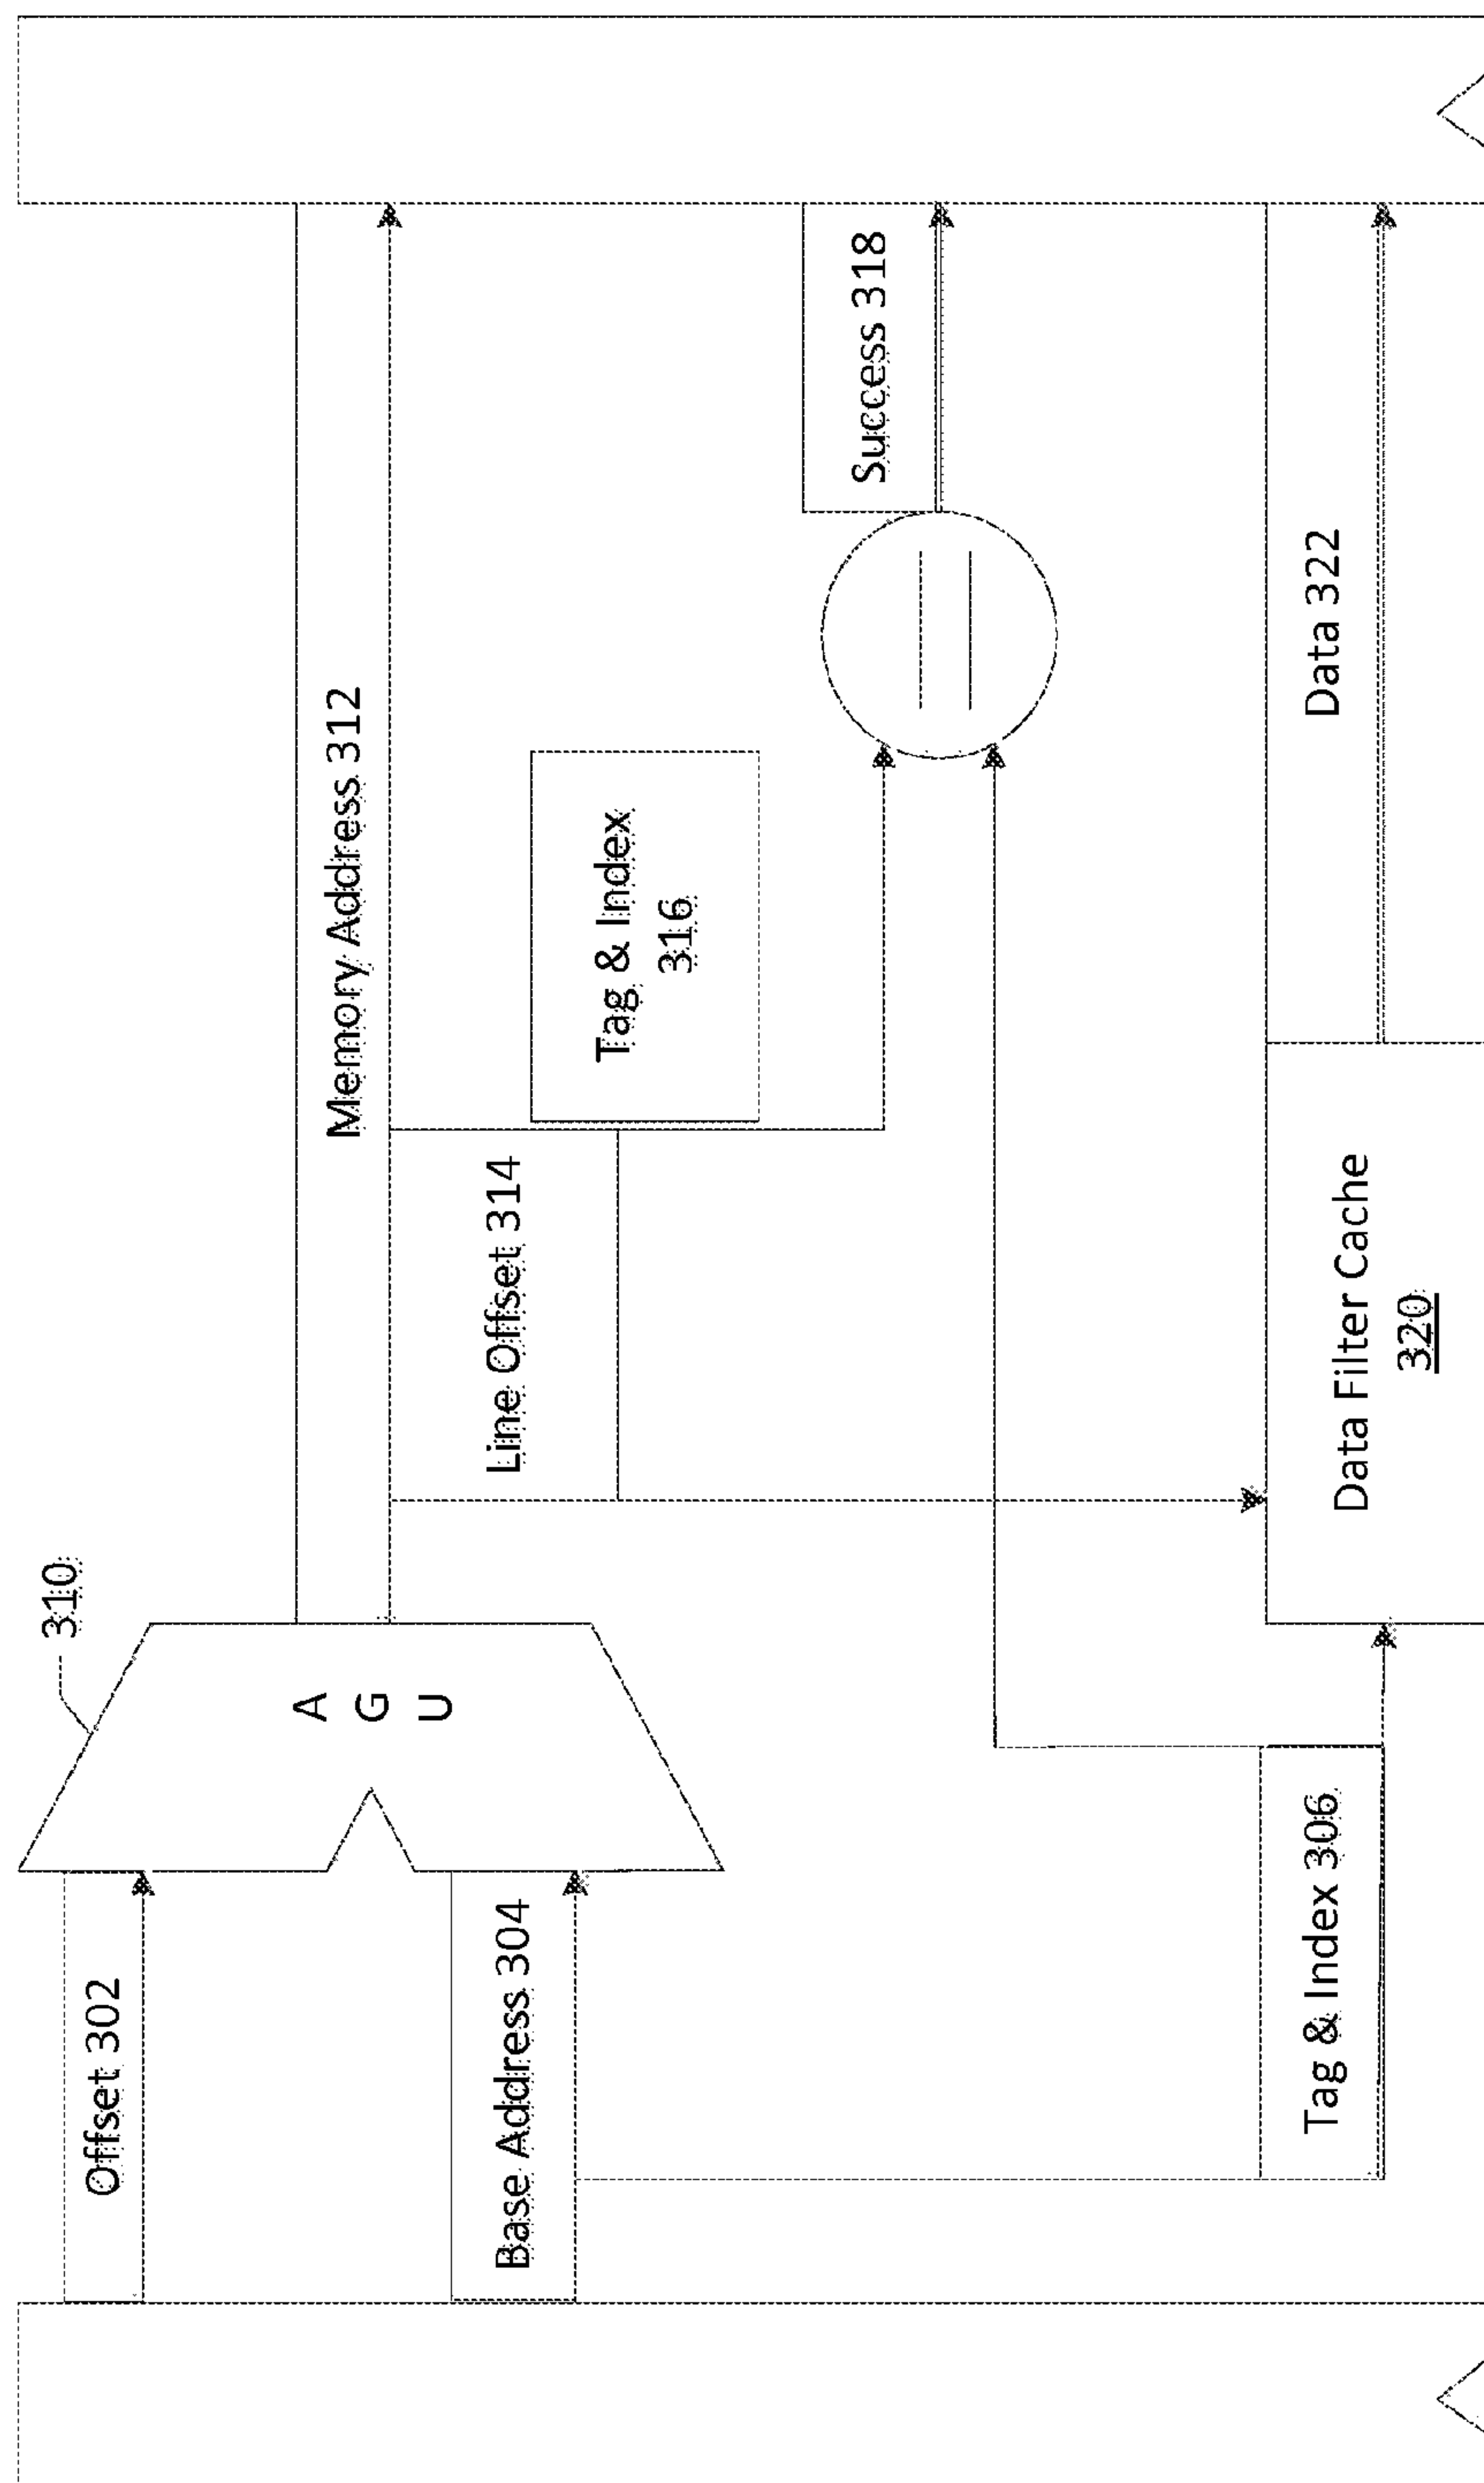 310
Offset 302
A
G
U
Memory Address 312
Base Address 304
Line Offset 314
Tag & Index
316
Success 318
Tag & Index 306
Data Filter Cache
320
Data 322